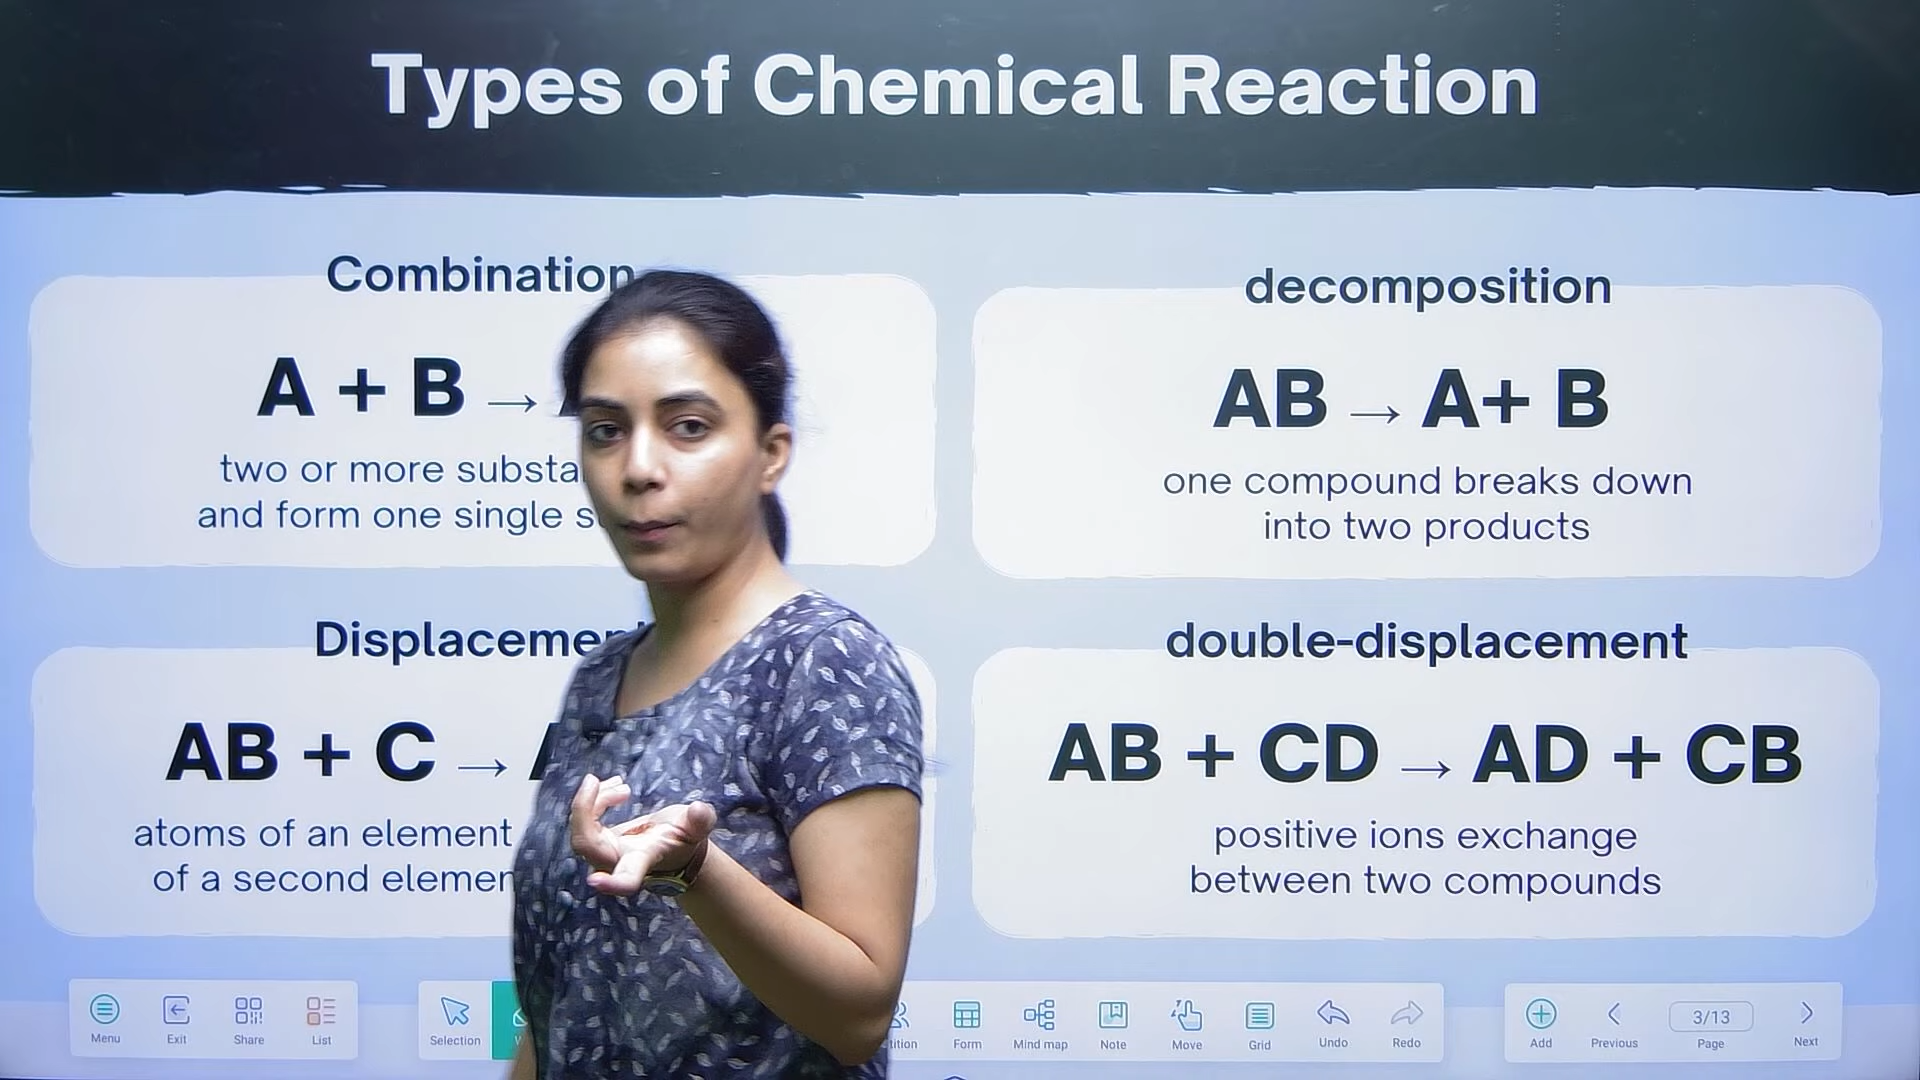 Types of Chemical Reaction
Combination
A + B →
two or more
and form one single
decomposition
AB → A+ B
one compound breaks down
into two products
AB + C →
atoms of an element
of a second
double-displacement
AB + CD → AD + CB
positive ions exchange
between two compounds
Menu
Exit
Share
List
Selection
Form
Mind map
Note
Move
Grid
Undo
Redo
Add
Previous
3/13
Page
Next